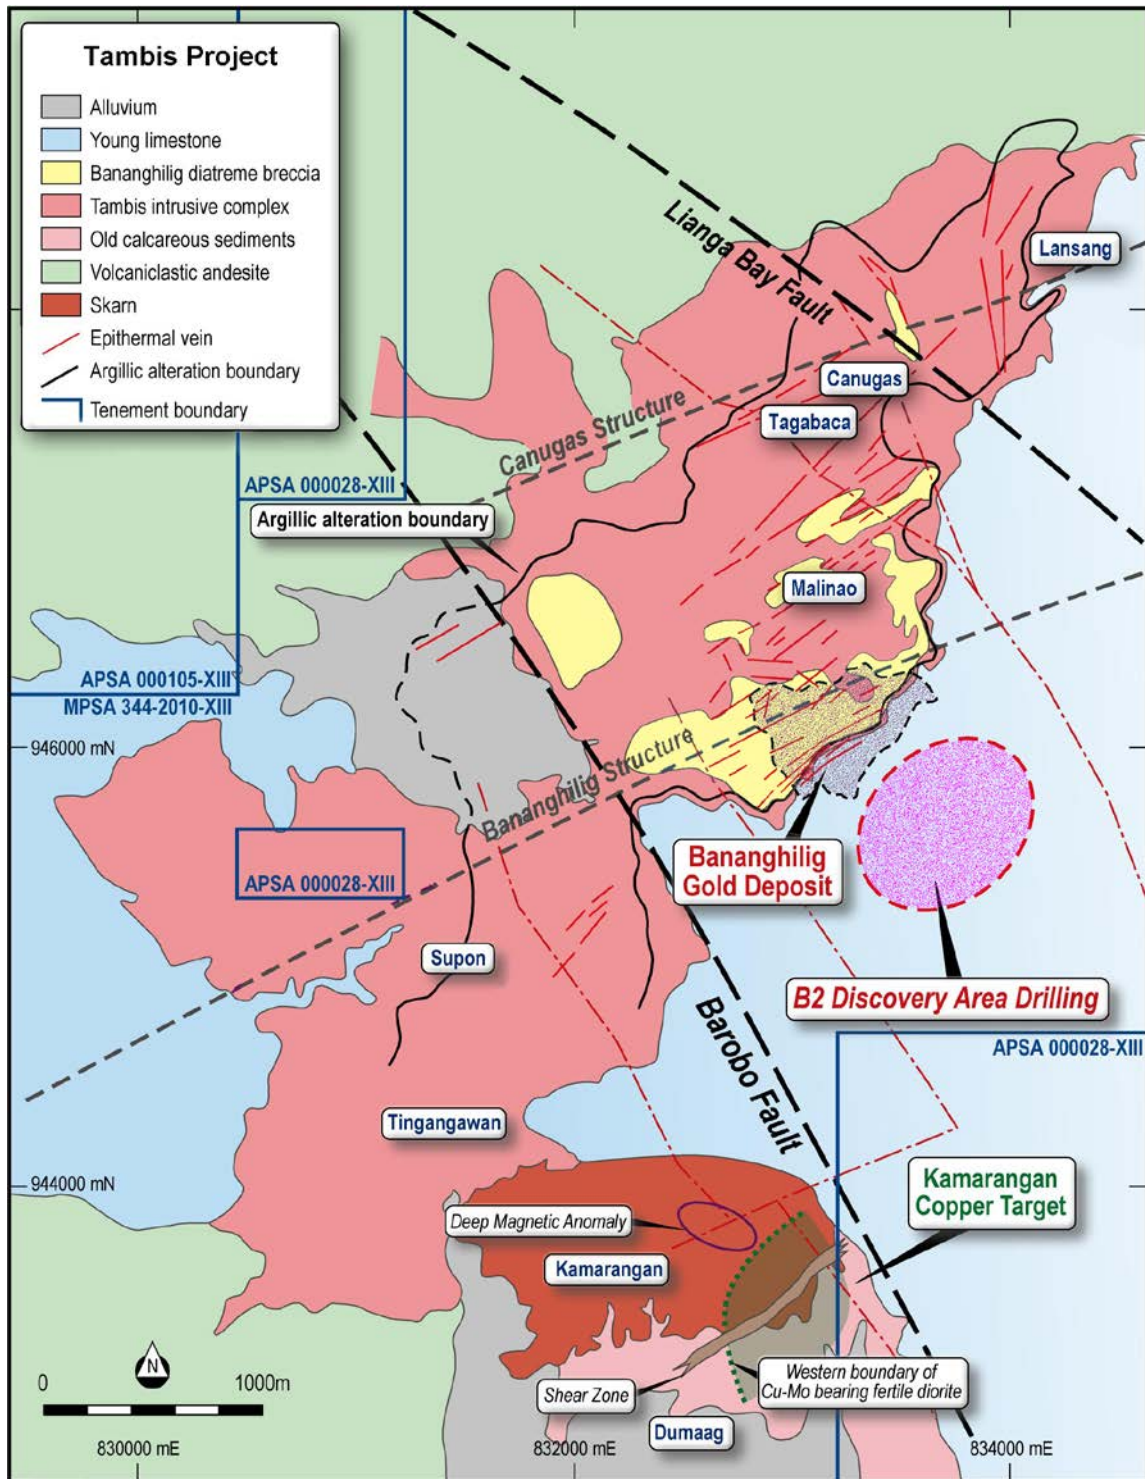 Tambis Project
Alluvium
Young limestone
Bananghilig diatreme breccia
Tambis intrusive complex
Old calcareous sediments
Volcaniclastic andesite
Skarn
Epithermal vein
Argillic alteration boundary
Tenement boundary
Lianga Bay Fault
Lansang
Canugas
Tagabaca
Canugas Structure
APSA 000028-XIII
Argillic alteration boundary
Malinao
APSA 000105-XIII
MPSA 344-2010-XIII
946000 mN
Bananghilig Structure
Bananghilig
Gold Deposit
APSA 000028-XIII
Supon
B2 Discovery Area Drilling
APSA 000028-XIII
Barobo Fault
Tingangawan
944000 mN
Kamarangan
Copper Target
Deep Magnetic Anomaly
Kamarangan
N
0 1000m
Shear Zone
Western boundary of
Cu-Mo bearing fertile diorite
Dumaag
830000 mE
832000 mE
834000 mE